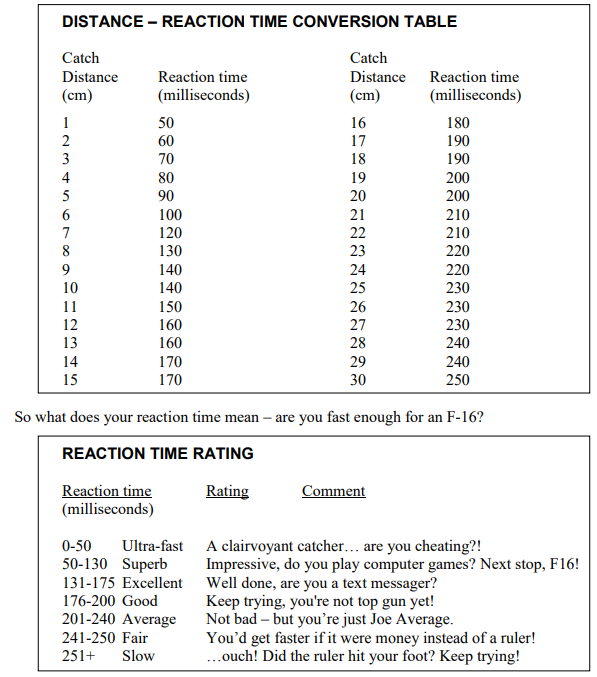 DISTANCE – REACTION TIME CONVERSION TABLE
Catch Catch
Distance Reaction time Distance Reaction time
(cm) (milliseconds) (cm) (milliseconds)
1 50 16 180
2 60 17 190
3 70 18 190
4 80 19 200
5 90 20 200
6 100 21 210
7 120 22 210
8 130 23 220
9 140 24 220
10 140 25 230
11 150 26 230
12 160 27 230
13 160 28 240
14 170 29 240
15 170 30 250
So what does your reaction time mean – are you fast enough for an F-16?
REACTION TIME RATING
Reaction time Rating Comment
(milliseconds)
0-50 Ultra-fast A clairvoyant catcher… are you cheating?!
50-130 Superb Impressive, do you play computer games? Next stop, F16!
131-175 Excellent Well done, are you a text messager?
176-200 Good Keep trying, you're not top gun yet!
201-240 Average Not bad – but you’re just Joe Average.
241-250 Fair You’d get faster if it were money instead of a ruler!
251+ Slow …ouch! Did the ruler hit your foot? Keep trying!